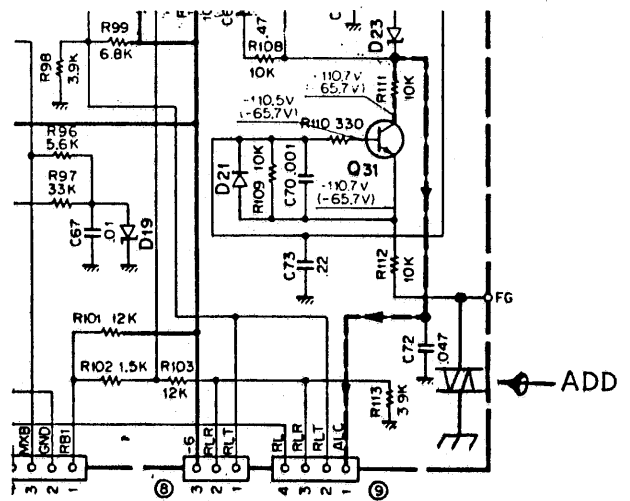 R99
6.8K
R98
3.9K
.47
C
D23
R108
10K
-110.7V
(-65.7V)
R111
10K
-110.5V
(-65.7V)
R110 330
Q31
R96
5.6K
R97
33K
C67
.01
D19
D21
R109
10K
C70
.001
-110.7V
(-65.7V)
C73
.22
R112
10K
FG
R101 12K
R102 1.5K
R103
12K
C72
.047
R113
3.9K
ADD
MXB
GND
RB1
-6
RLR
RLT
RL
RLR
RLT
ALC
3 2 1
⑧
3 2 1
4 3 2 1
⑨